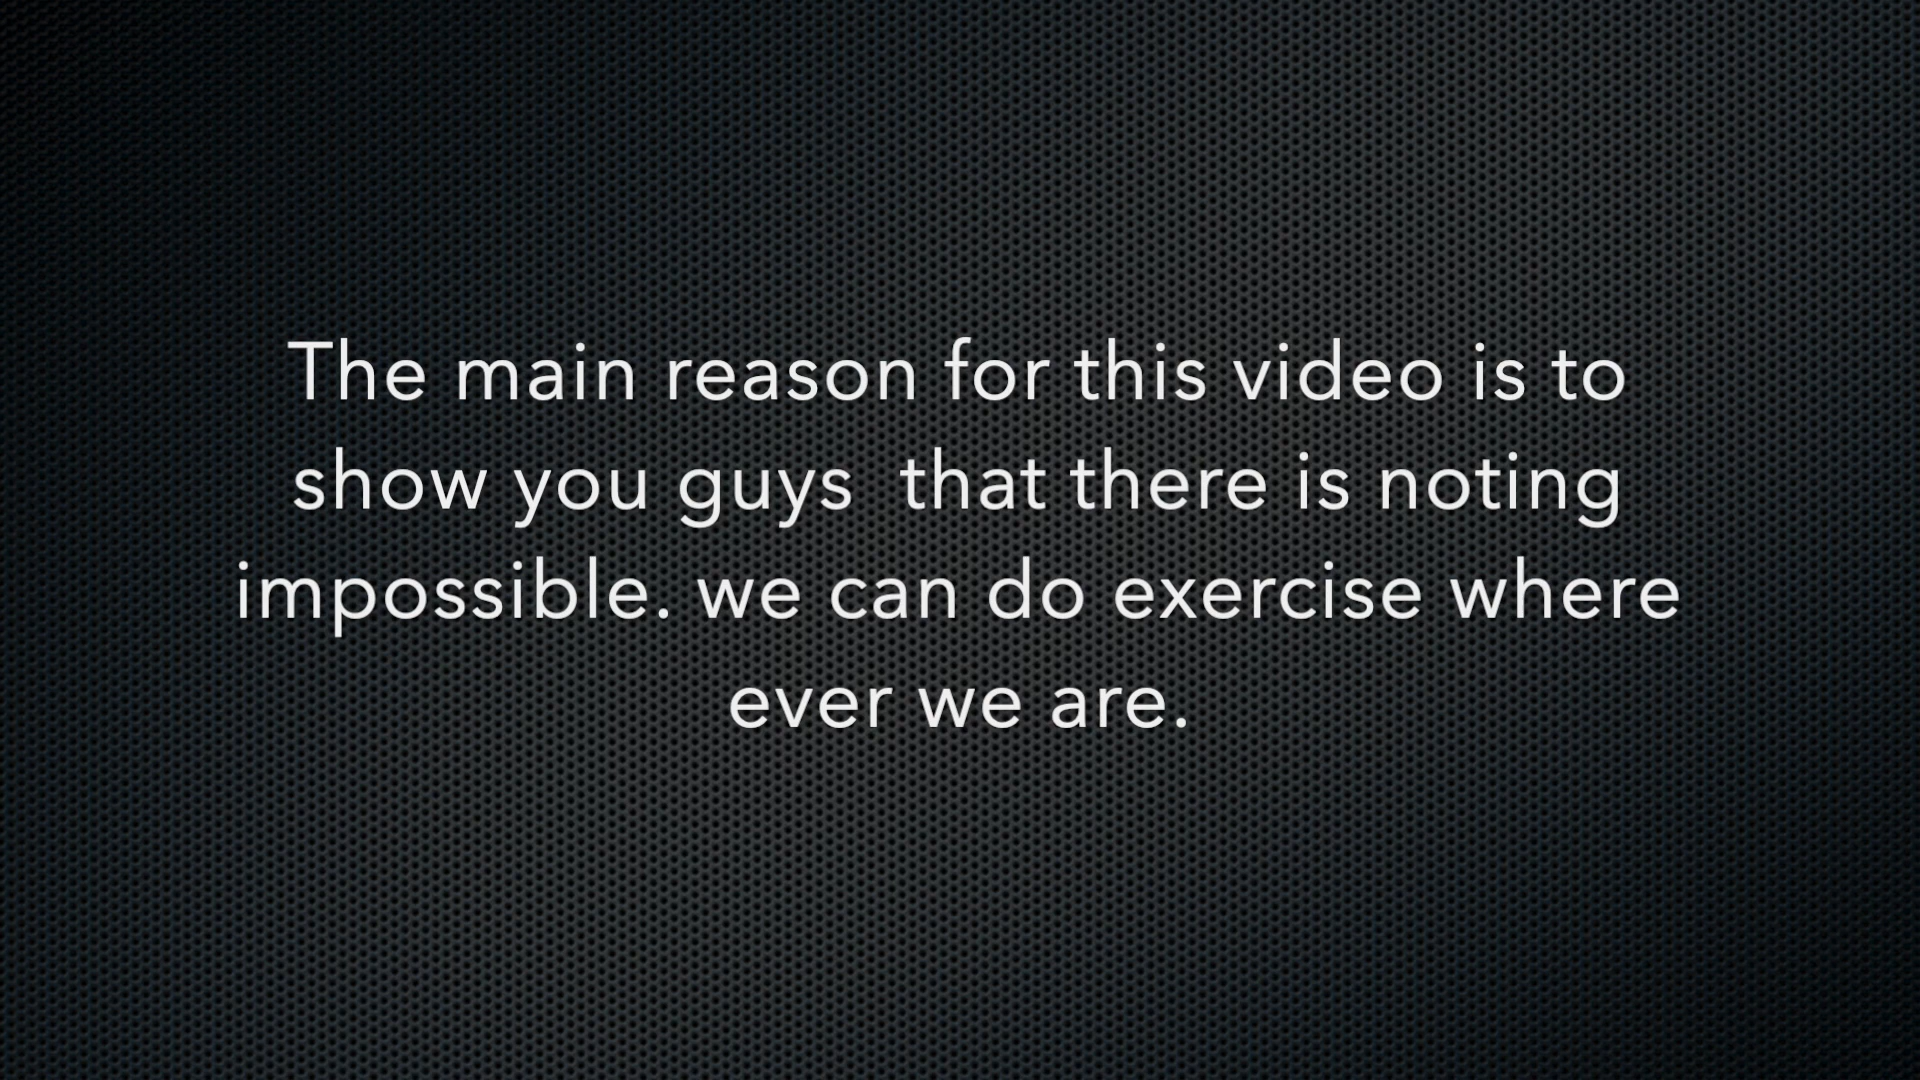 The main reason for this video is to
show you guys  that there is noting
impossible. we can do exercise where
ever we are.